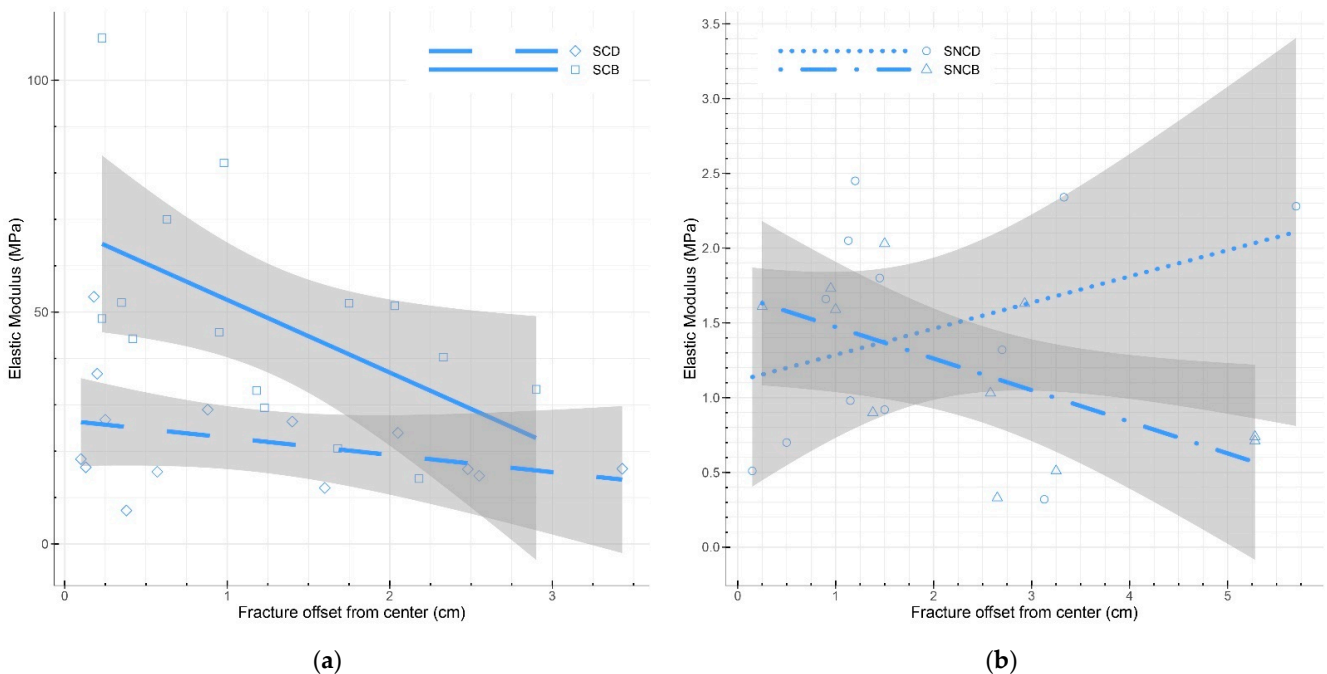 SCD
SCB
100
50
0
Elastic Modulus (MPa)
0 1 2 3
Fracture offset from center (cm)
(a)
SNCD
SNCB
3.5
3.0
2.5
2.0
1.5
1.0
0.5
0.0
Elastic Modulus (MPa)
0 1 2 3 4 5
Fracture offset from center (cm)
(b)